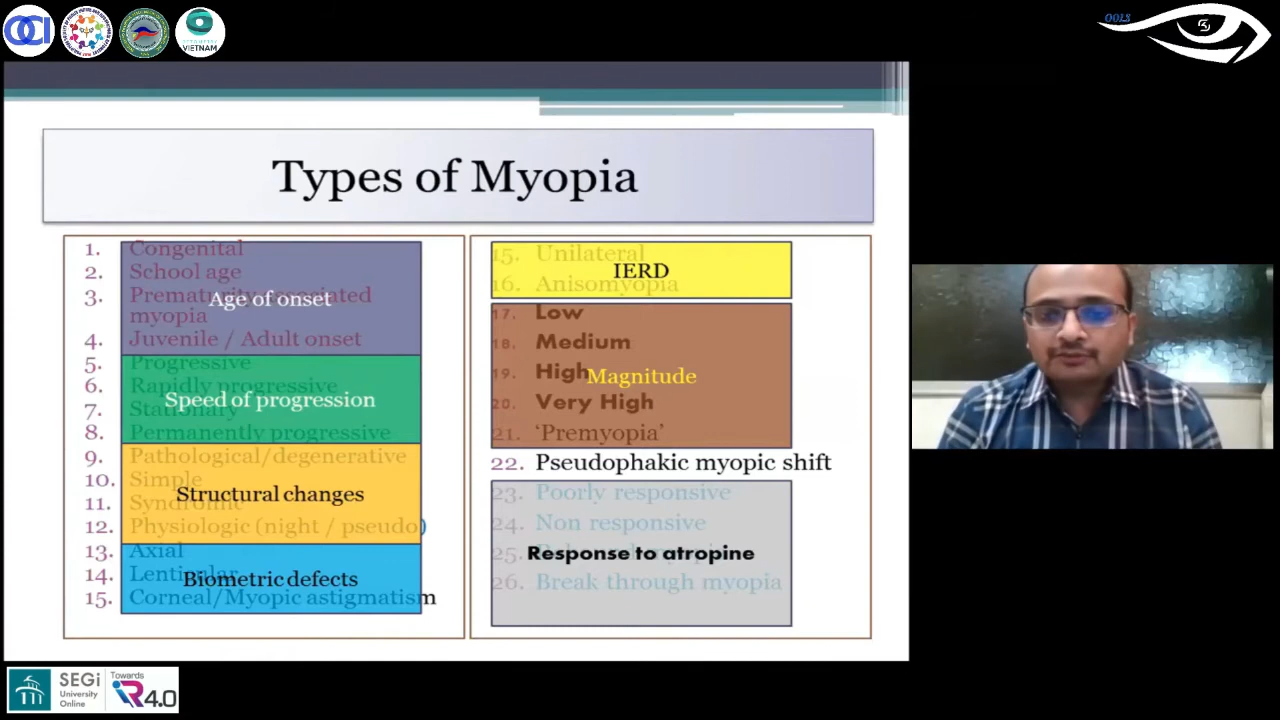 OCI
OPTOMETRY
VIETNAM
OOLS
Types of Myopia
1. Congenital
2. School age
3. Prematurity associated
myopia
4. Juvenile / Adult onset
Age of onset
5. Progressive
6. Rapidly progressive
7. Stationary
8. Permanently progressive
Speed of progression
9. Pathological/degenerative
10. Simple
11. Syndromic
12. Physiologic (night / pseudo)
Structural changes
13. Axial
14. Lenticular
15. Corneal/Myopic astigmatism
Biometric defects
15. Unilateral
16. Anisomyopia
IERD
17. Low
18. Medium
19. High
20. Very High
21. ‘Premyopia’
Magnitude
22. Pseudophakic myopic shift
23. Poorly responsive
24. Non responsive
25.
26. Break through myopia
Response to atropine
SEGi
University
Online
Towards
iR4.0